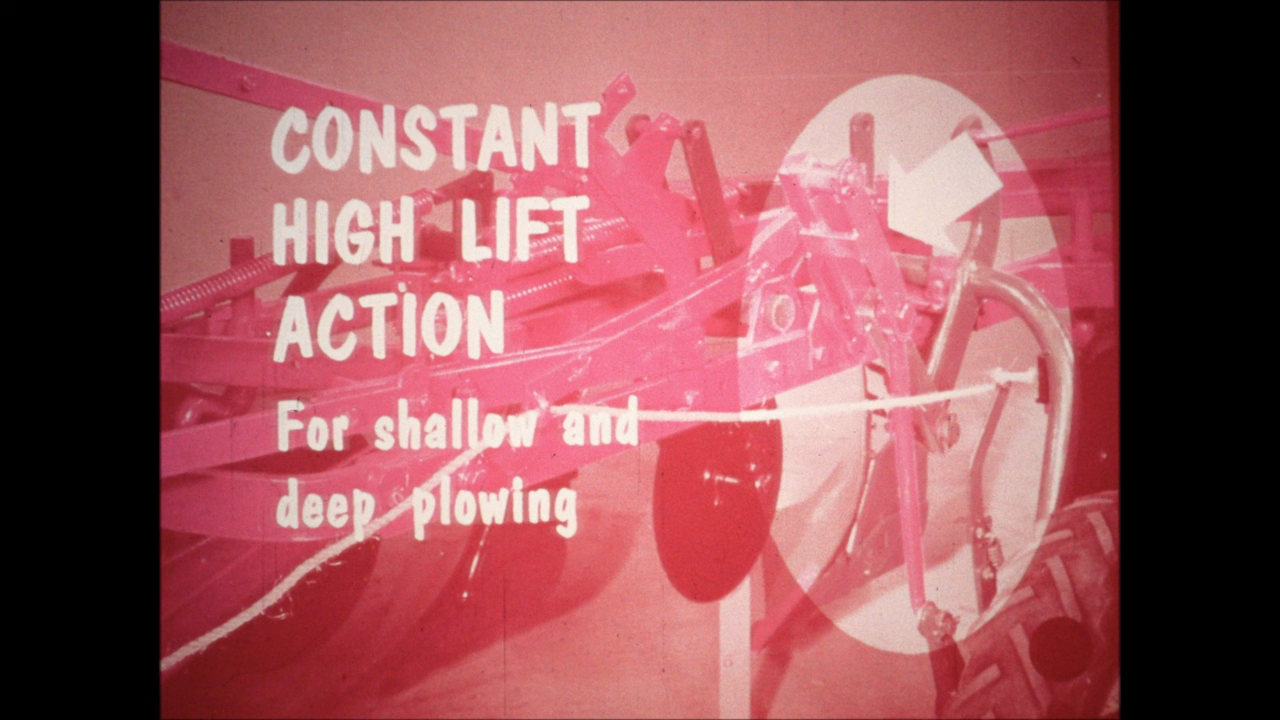 CONSTANT
HIGH LIFT
ACTION
For shallow and
deep plowing